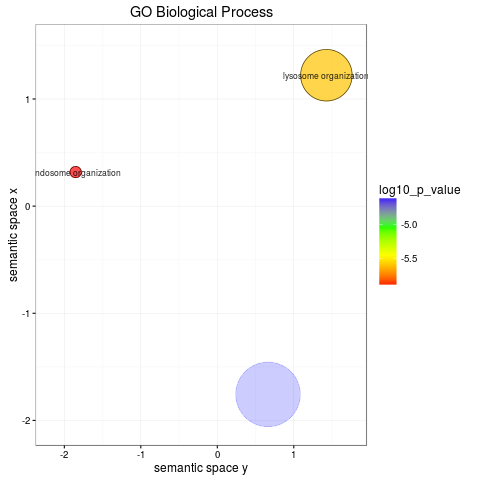 GO Biological Process
lysosome organization
ndosome organization
semantic space x
1
0
-1
-2
-2
-1
0
1
semantic space y
log10_p_value
-5.0
-5.5